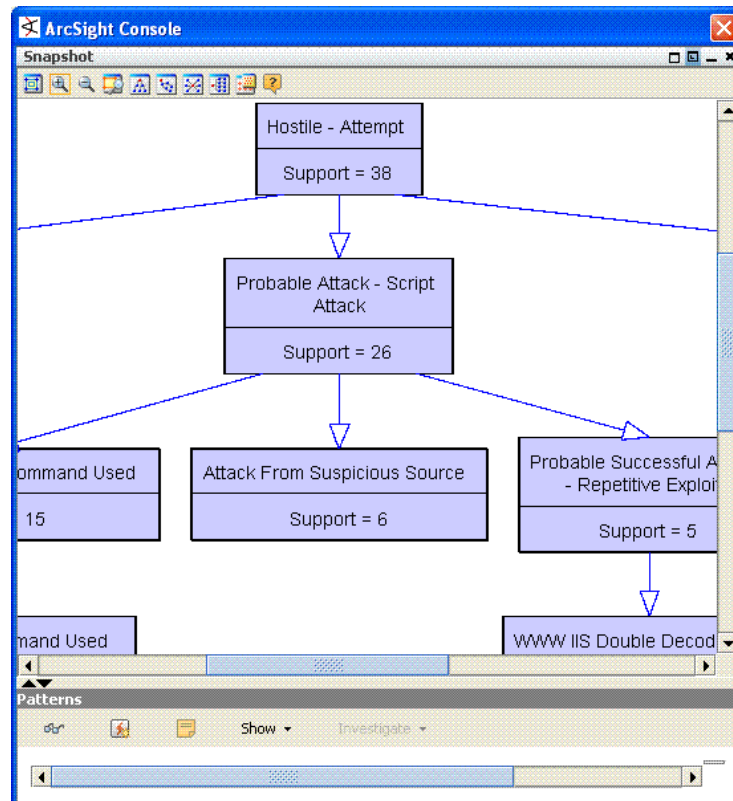 ArcSight Console
Snapshot
Hostile - Attempt
Support = 38
Probable Attack - Script
Attack
Support = 26
ommand Used
15
Attack From Suspicious Source
Support = 6
Probable Successful A
- Repetitive Exploi
Support = 5
mand Used
WWW IIS Double Decod
Patterns
Show
Investigate